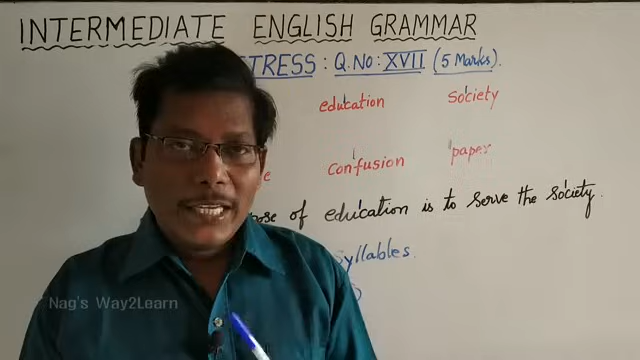 INTERMEDIATE ENGLISH GRAMMAR
STRESS : Q.NO: XVII (5 Marks).
education society
e confusion paper
pose of education is to serve the society.
Syllables
Nag's Way2Learn